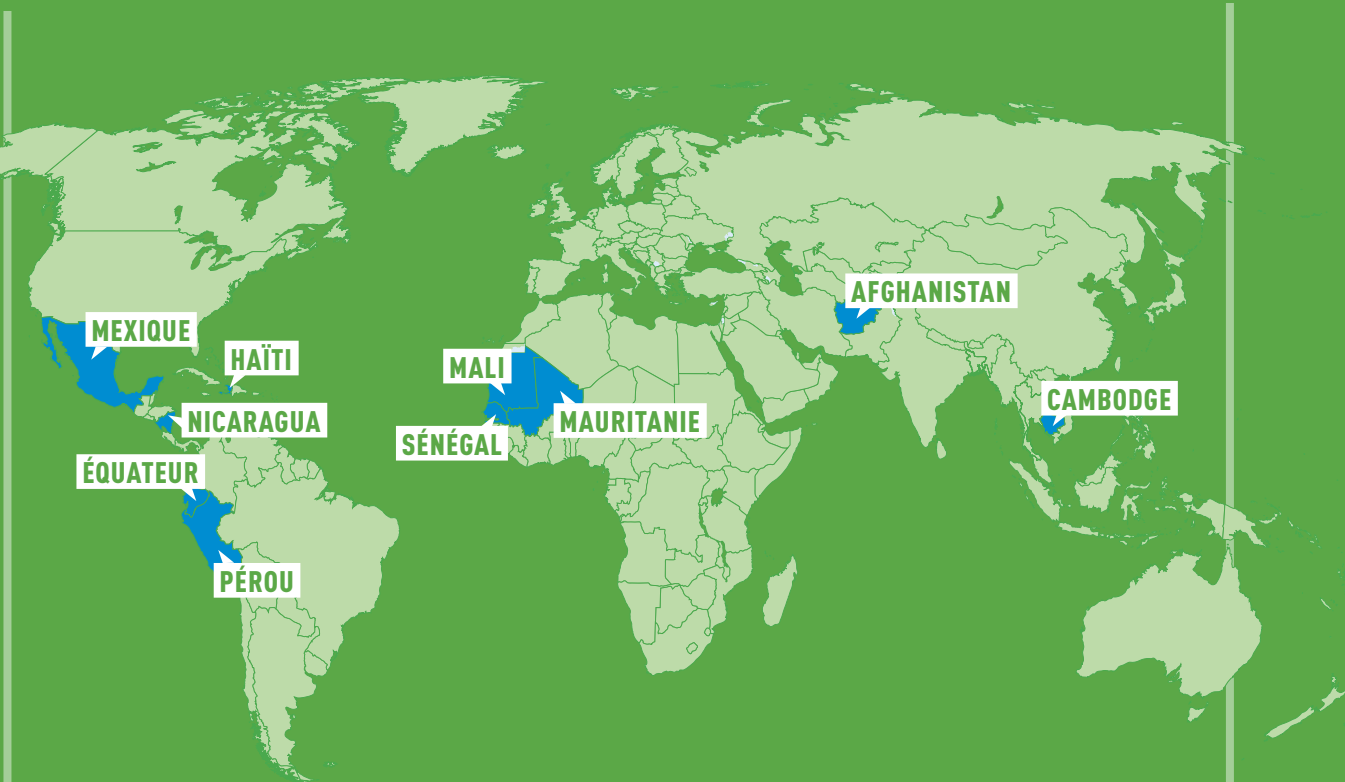 AFGHANISTAN
MEXIQUE
HAÏTI
MALI
CAMBODGE
NICARAGUA
MAURITANIE
SÉNÉGAL
ÉQUATEUR
PÉROU